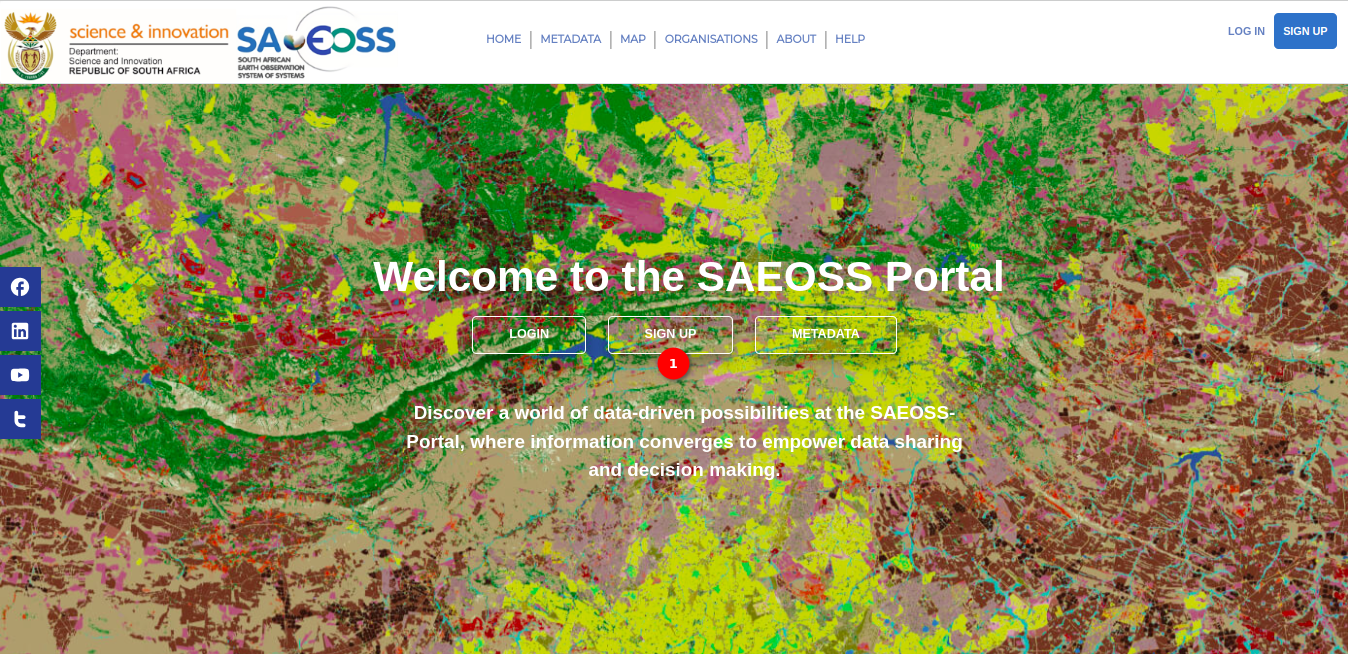 science & innovation
Department:
Science and Innovation
REPUBLIC OF SOUTH AFRICA
SAEOSS
SOUTH AFRICAN
EARTH OBSERVATION
SYSTEM OF SYSTEMS
HOME | METADATA | MAP | ORGANISATIONS | ABOUT | HELP
LOG IN SIGN UP
Welcome to the SAEOSS Portal
LOGIN SIGN UP METADATA
1
Discover a world of data-driven possibilities at the SAEOSS-
Portal, where information converges to empower data sharing
and decision making.